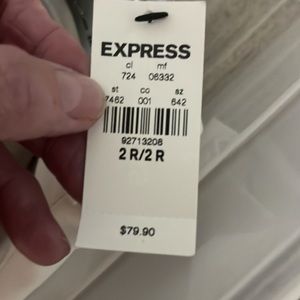 EXPRESS
cl mf
724 06332
st co sz
7462 001 642
92713206
2 R/2 R
$79.90